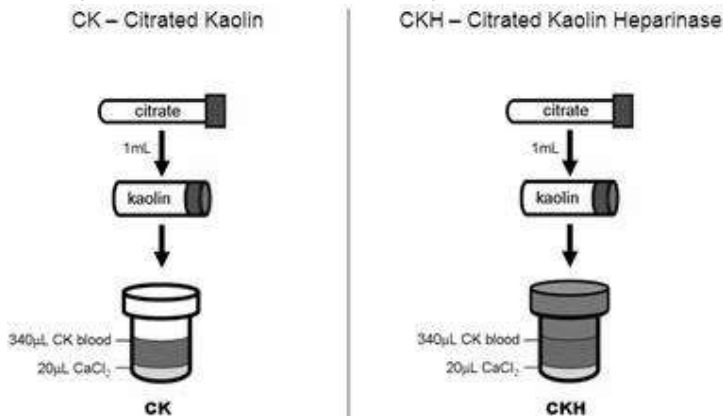 CK – Citrated Kaolin
citrate
1mL
kaolin
340µL CK blood
20µL CaCl₂
CK
CKH – Citrated Kaolin Heparinase
citrate
1mL
kaolin
340µL CK blood
20µL CaCl₂
CKH